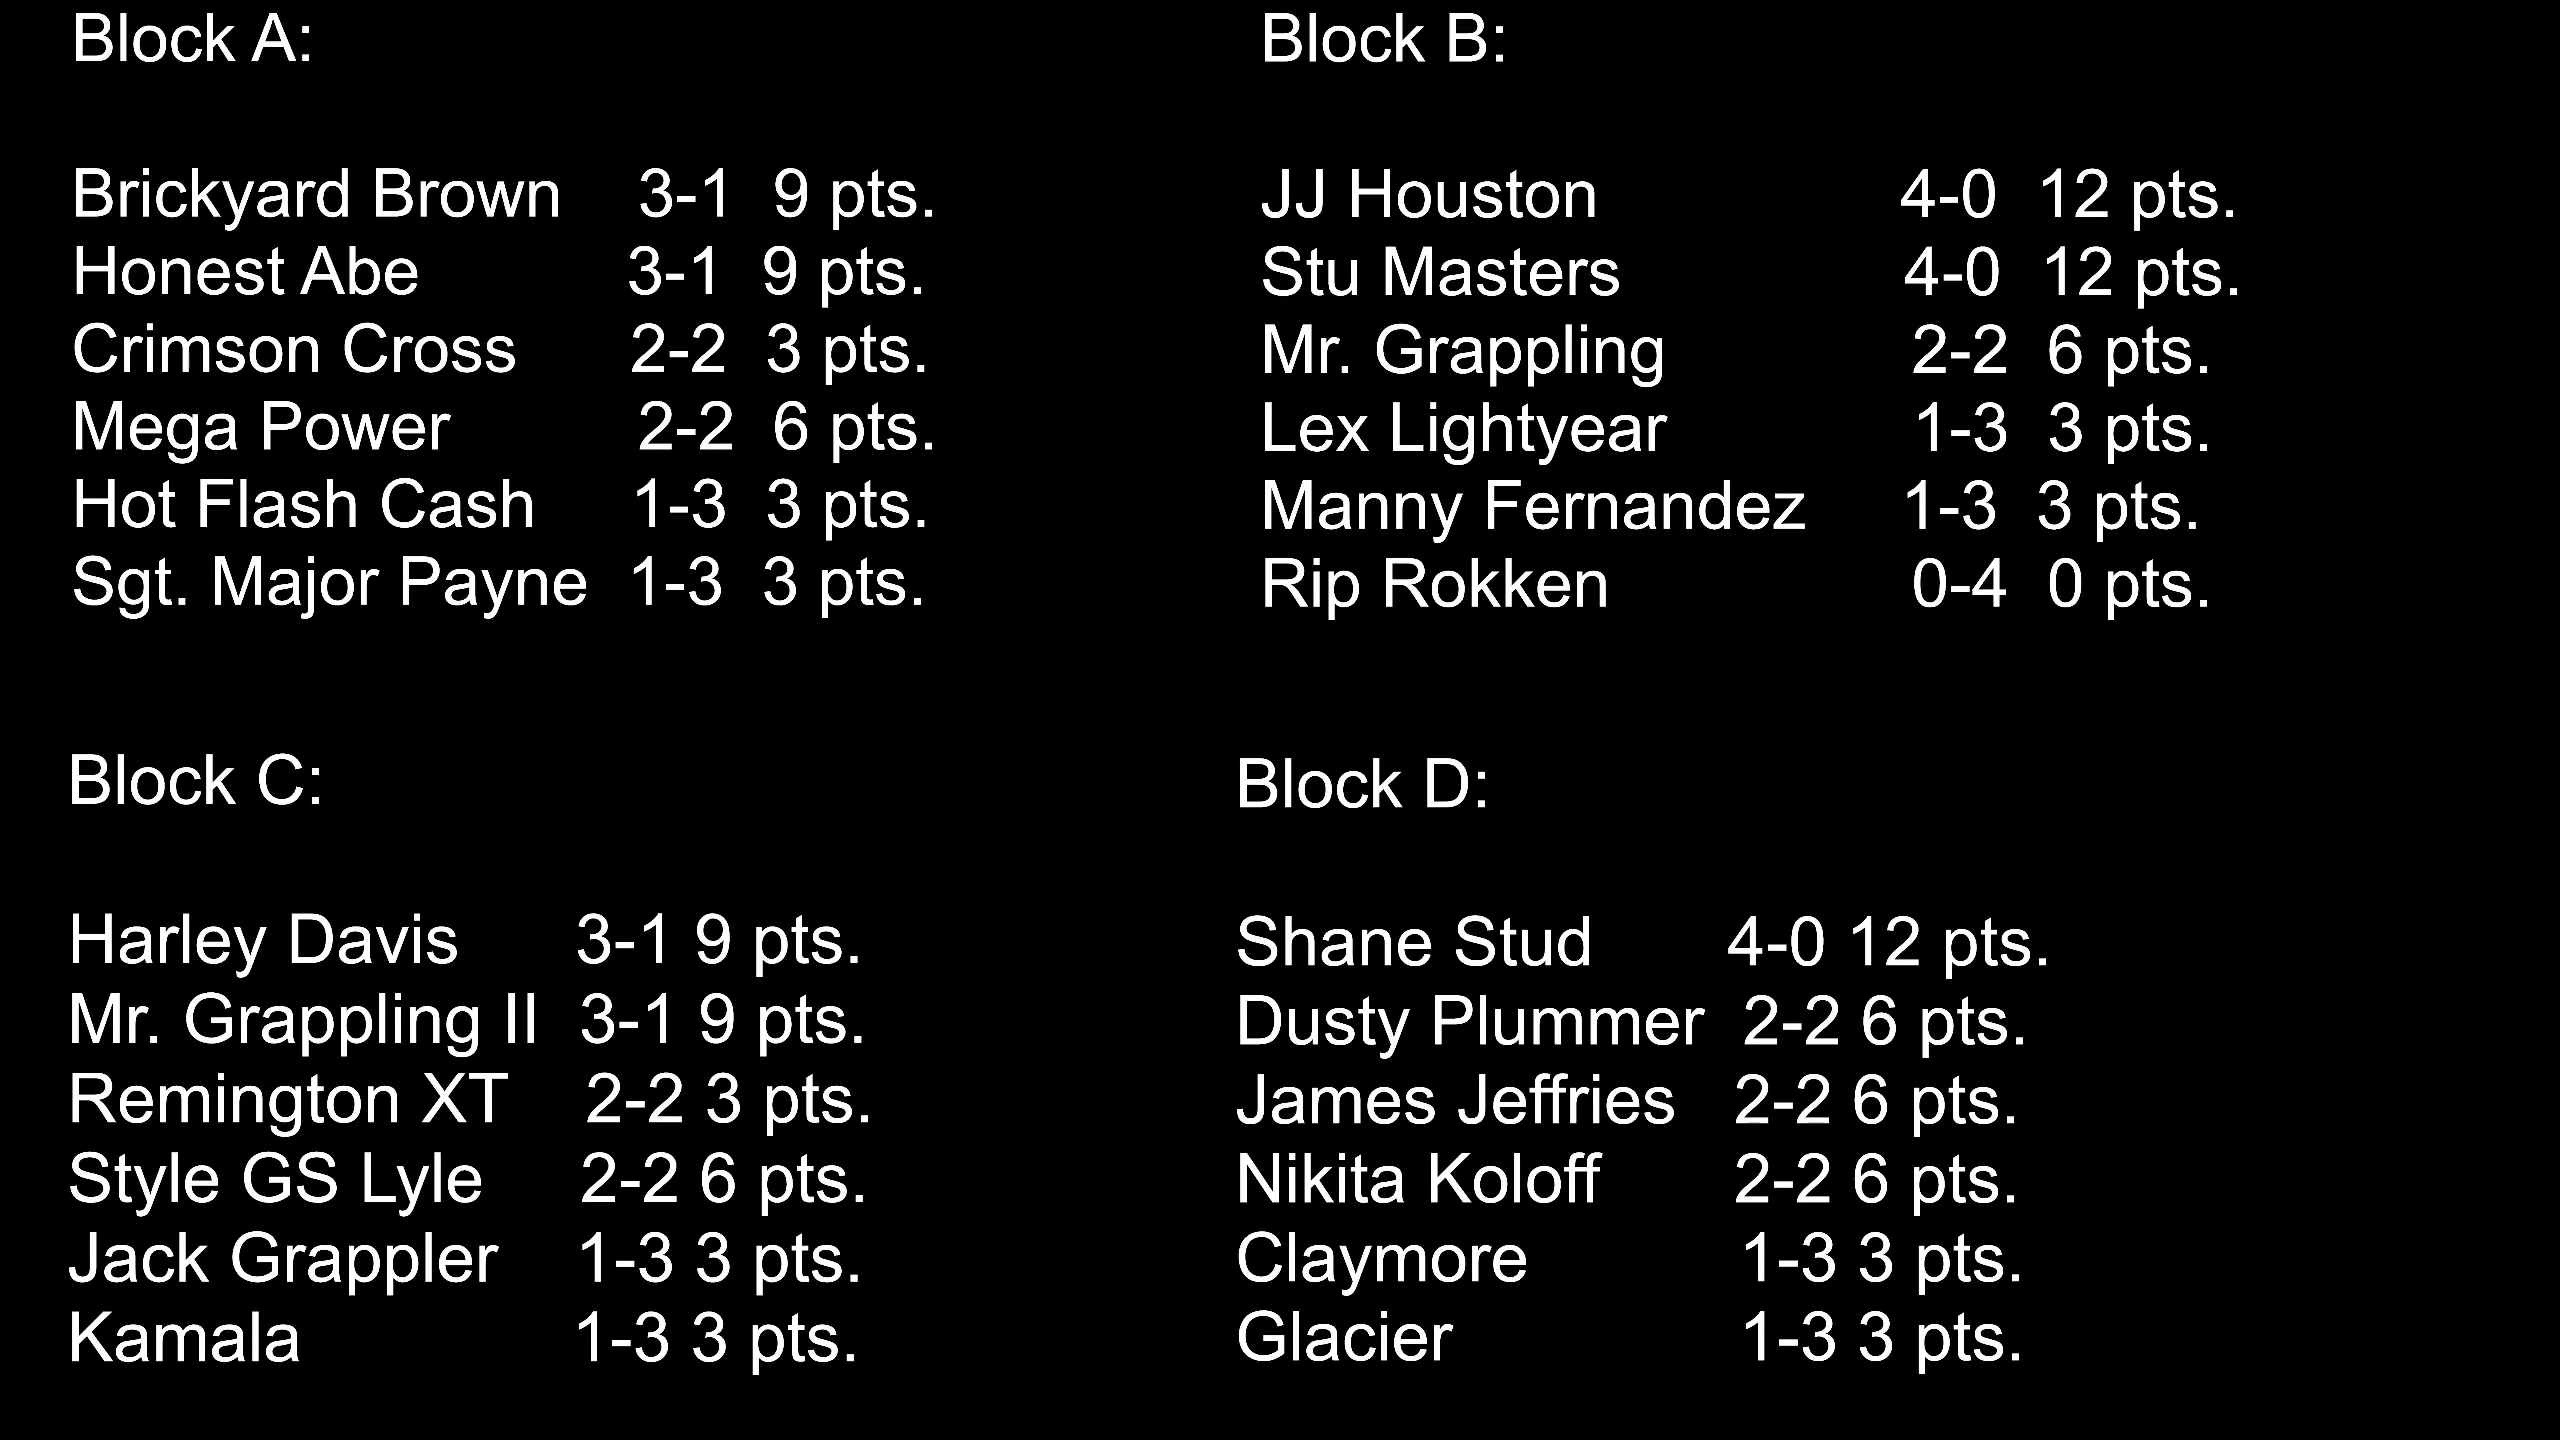 Block A:
Brickyard Brown 3-1 9 pts.
Honest Abe 3-1 9 pts.
Crimson Cross 2-2 3 pts.
Mega Power 2-2 6 pts.
Hot Flash Cash 1-3 3 pts.
Sgt. Major Payne 1-3 3 pts.
Block B:
JJ Houston 4-0 12 pts.
Stu Masters 4-0 12 pts.
Mr. Grappling 2-2 6 pts.
Lex Lightyear 1-3 3 pts.
Manny Fernandez 1-3 3 pts.
Rip Rokken 0-4 0 pts.
Block C:
Harley Davis 3-1 9 pts.
Mr. Grappling II 3-1 9 pts.
Remington XT 2-2 3 pts.
Style GS Lyle 2-2 6 pts.
Jack Grappler 1-3 3 pts.
Kamala 1-3 3 pts.
Block D:
Shane Stud 4-0 12 pts.
Dusty Plummer 2-2 6 pts.
James Jeffries 2-2 6 pts.
Nikita Koloff 2-2 6 pts.
Claymore 1-3 3 pts.
Glacier 1-3 3 pts.